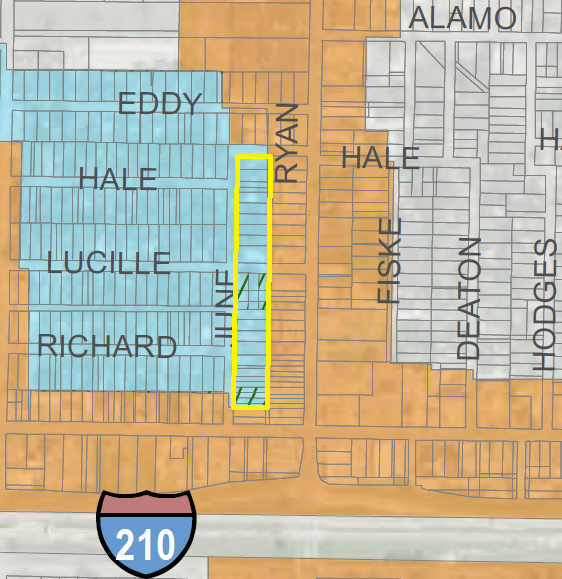 ALAMO
EDDY
RYAN
H
HALE
HALE
FISKE
LUCILLE
DEATON
HODGES
JUNE
RICHARD
210